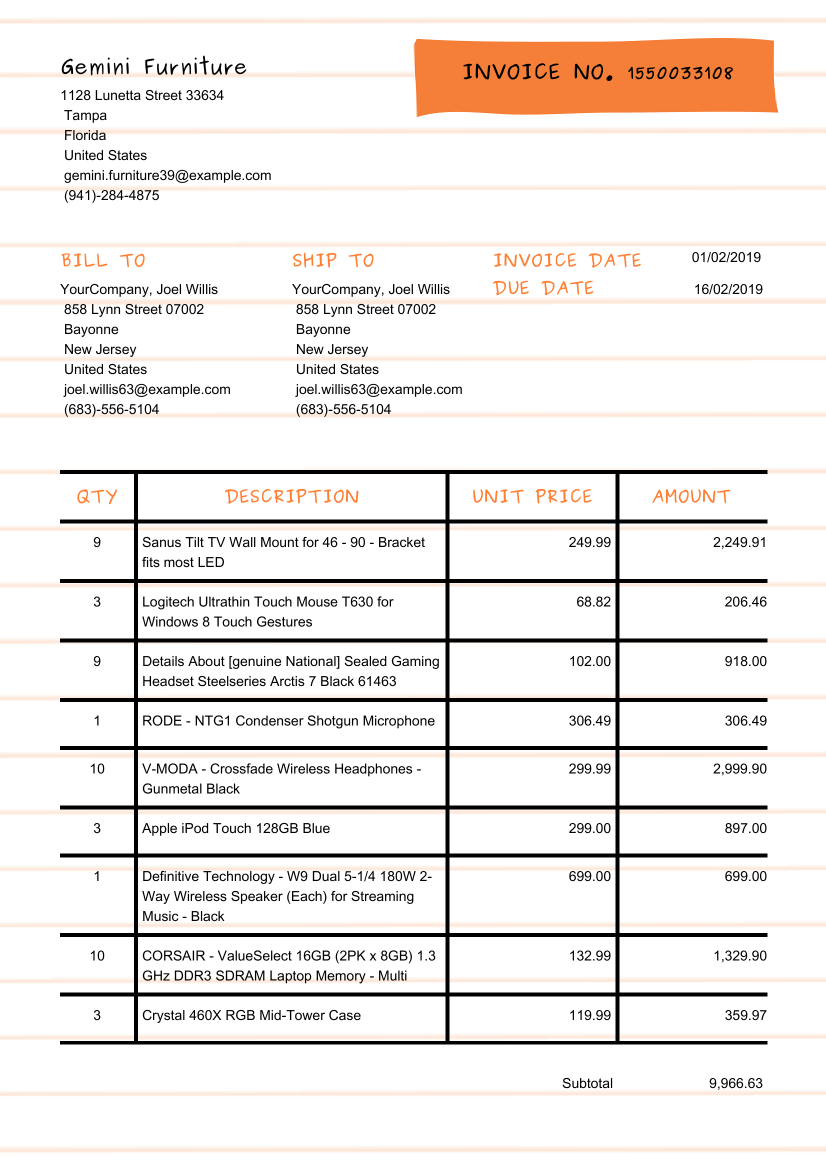 Gemini Furniture
INVOICE NO. 1550033108
1128 Lunetta Street 33634
Tampa
Florida
United States
gemini.furniture39@example.com
(941)-284-4875
BILL TO
YourCompany, Joel Willis
858 Lynn Street 07002
Bayonne
New Jersey
United States
joel.willis63@example.com
(683)-556-5104
SHIP TO
YourCompany, Joel Willis
858 Lynn Street 07002
Bayonne
New Jersey
United States
joel.willis63@example.com
(683)-556-5104
INVOICE DATE 01/02/2019
DUE DATE 16/02/2019
QTY DESCRIPTION UNIT PRICE AMOUNT
9 Sanus Tilt TV Wall Mount for 46 - 90 - Bracket 249.99 2,249.91
fits most LED
3 Logitech Ultrathin Touch Mouse T630 for 68.82 206.46
Windows 8 Touch Gestures
9 Details About [genuine National] Sealed Gaming 102.00 918.00
Headset Steelseries Arctis 7 Black 61463
1 RODE - NTG1 Condenser Shotgun Microphone 306.49 306.49
10 V-MODA - Crossfade Wireless Headphones - 299.99 2,999.90
Gunmetal Black
3 Apple iPod Touch 128GB Blue 299.00 897.00
1 Definitive Technology - W9 Dual 5-1/4 180W 2- 699.00 699.00
Way Wireless Speaker (Each) for Streaming
Music - Black
10 CORSAIR - ValueSelect 16GB (2PK x 8GB) 1.3 132.99 1,329.90
GHz DDR3 SDRAM Laptop Memory - Multi
3 Crystal 460X RGB Mid-Tower Case 119.99 359.97
Subtotal 9,966.63